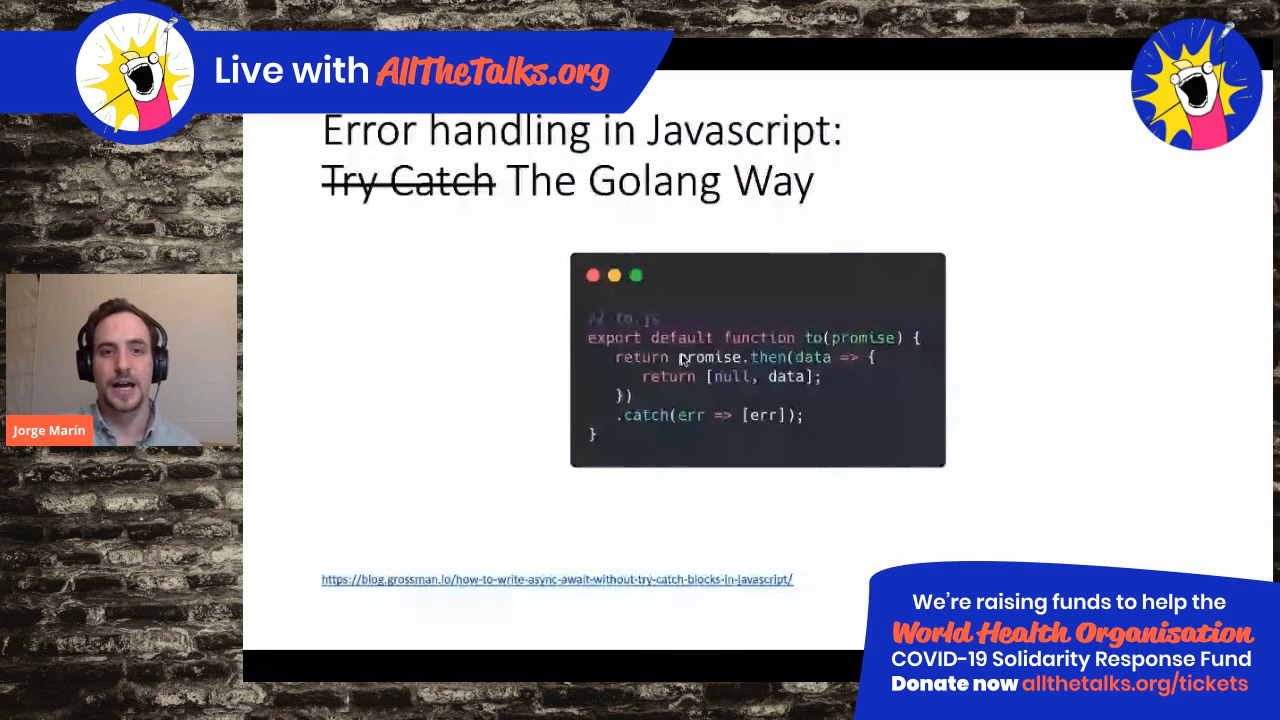 Live with AllTheTalks.org
Error handling in Javascript:
Try Catch The Golang Way
// to.js
export default function to(promise) {
return promise.then(data => {
return [null, data];
})
.catch(err => [err]);
}
Jorge Marín
https://blog.grossman.io/how-to-write-async-await-without-try-catch-blocks-in-javascript/
We're raising funds to help the
World Health Organisation
COVID-19 Solidarity Response Fund
Donate now allthetalks.org/tickets